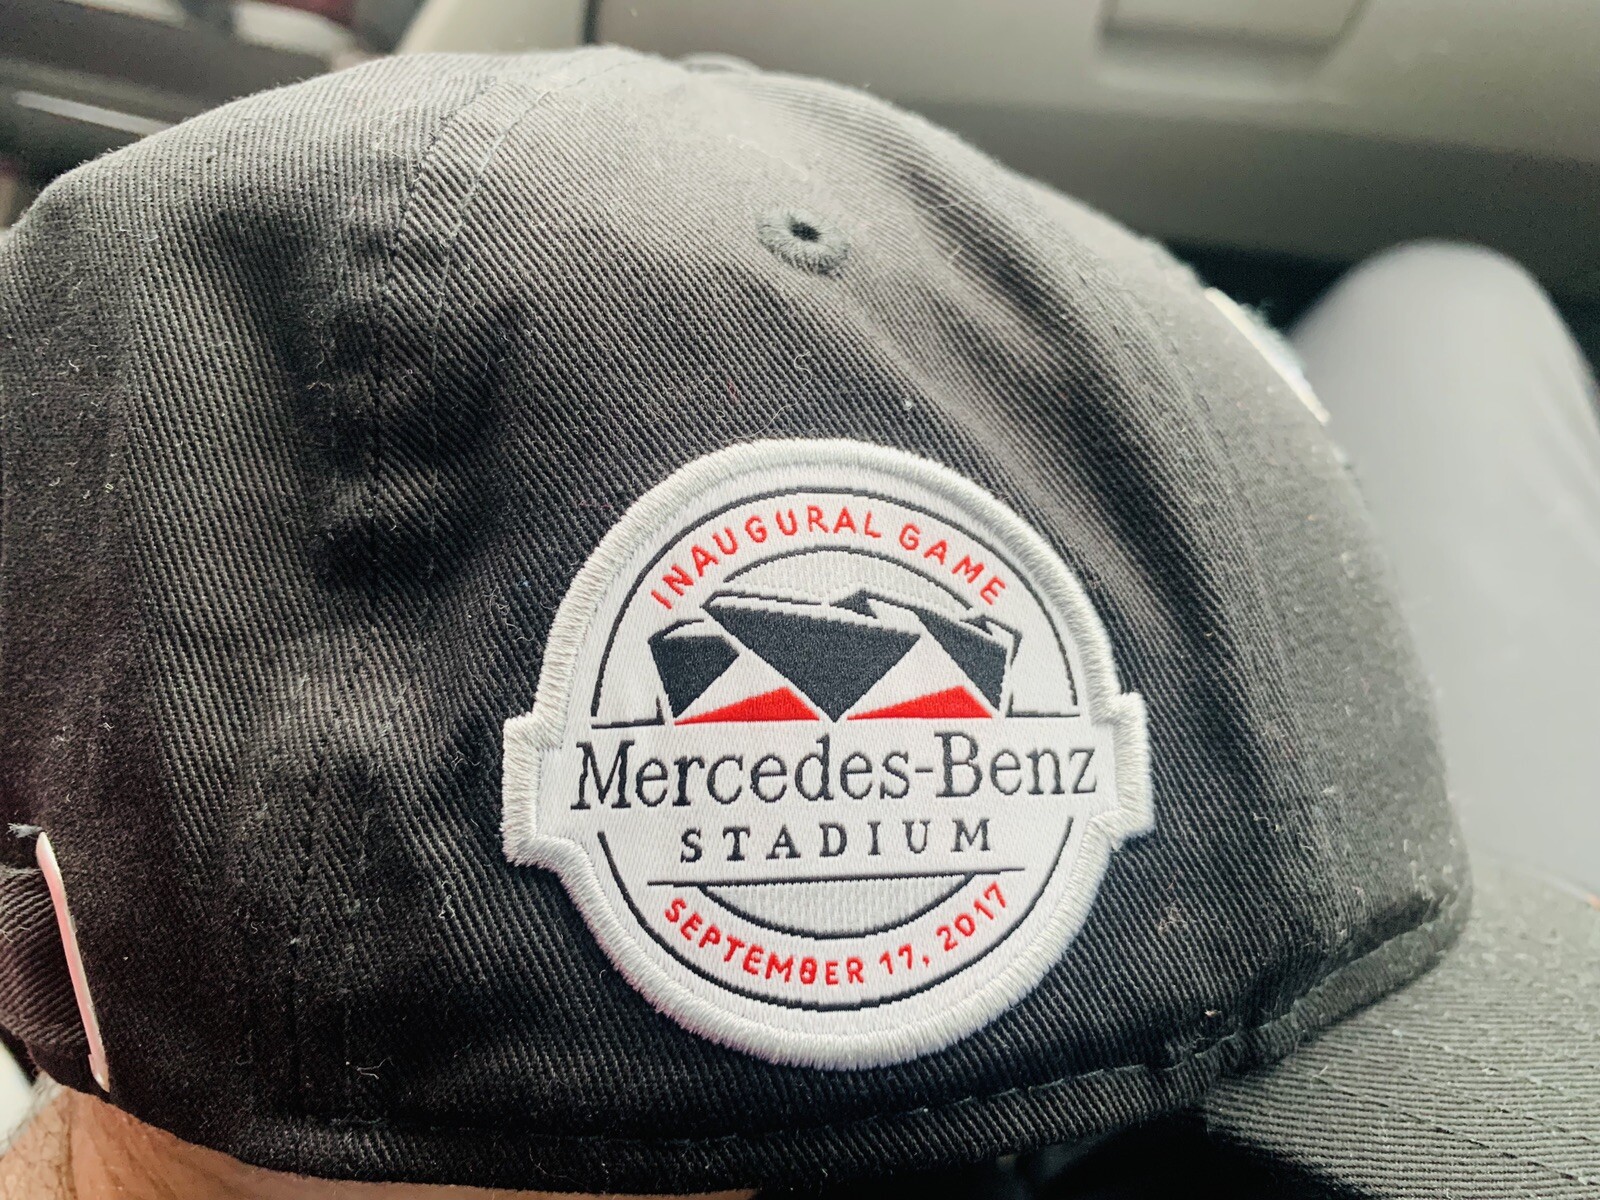 INAUGURAL GAME
Mercedes-Benz
STADIUM
SEPTEMBER 17, 2017